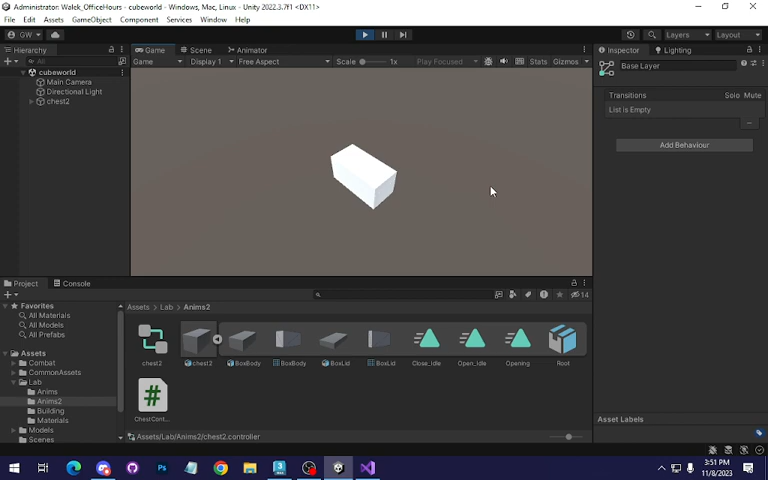 Administrator: Walek_OfficeHours - cubeworld - Windows, Mac, Linux - Unity 2022.3.7f1 <DX11>
File Edit Assets GameObject Component Services Window Help
GW Layers Layout
Hierarchy Game Scene Animator Inspector Lighting
All Game Display 1 Free Aspect Scale 1x Play Focused Stats Gizmos Base Layer
cubeworld
Main Camera
Directional Light
chest2
Transitions Solo Mute
List is Empty
Add Behaviour
Project Console
14
Favorites Assets > Lab > Anims2
All Materials
All Models
All Prefabs
Assets
Combat
CommonAssets
Lab
Anims
Anims2
Building
Materials
Models
Scenes
chest2 chest2 BoxBody BoxBody BoxLid BoxLid Close_Idle Open_Idle Opening Root
#
ChestCont...
Asset Labels
Assets/Lab/Anims2/chest2.controller
3:51 PM
11/8/2023